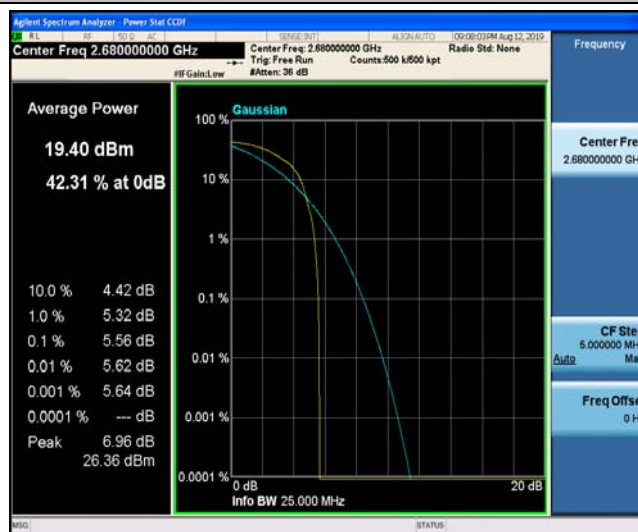 Agilent Spectrum Analyzer - Power Stat CCDF
RL RF 50 Ω AC SENSE:INT ALIGN AUTO 09:08:03 PM Aug 12, 2019
Center Freq 2.680000000 GHz
Center Freq: 2.680000000 GHz Radio Std: None
Trig: Free Run Counts:500 k/500 kpt
#IFGain:Low #Atten: 36 dB
Frequency
Average Power
19.40 dBm
42.31 % at 0dB
10.0 % 4.42 dB
1.0 % 5.32 dB
0.1 % 5.56 dB
0.01 % 5.62 dB
0.001 % 5.64 dB
0.0001 % --- dB
Peak 6.96 dB
26.36 dBm
Gaussian
100 %
10 %
1 %
0.1 %
0.01 %
0.001 %
0.0001 %
0 dB 20 dB
Info BW 25.000 MHz
Center Fre
2.680000000 GH
CF Ste
5.000000 MH
Auto Ma
Freq Offse
0 H
MSG STATUS